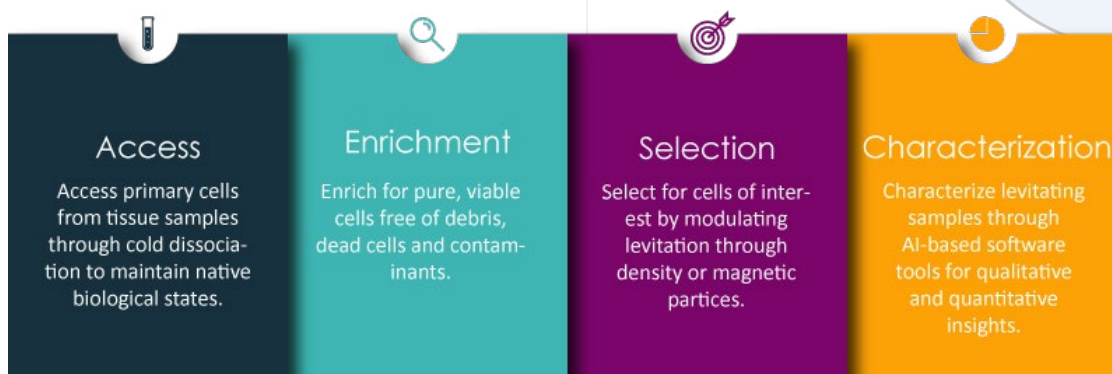 Access
Access primary cells
from tissue samples
through cold dissocia-
tion to maintain native
biological states.
Enrichment
Enrich for pure, viable
cells free of debris,
dead cells and contam-
inants.
Selection
Select for cells of inter-
est by modulating
levitation through
density or magnetic
partices.
Characterization
Characterize levitating
samples through
AI-based software
tools for qualitative
and quantitative
insights.